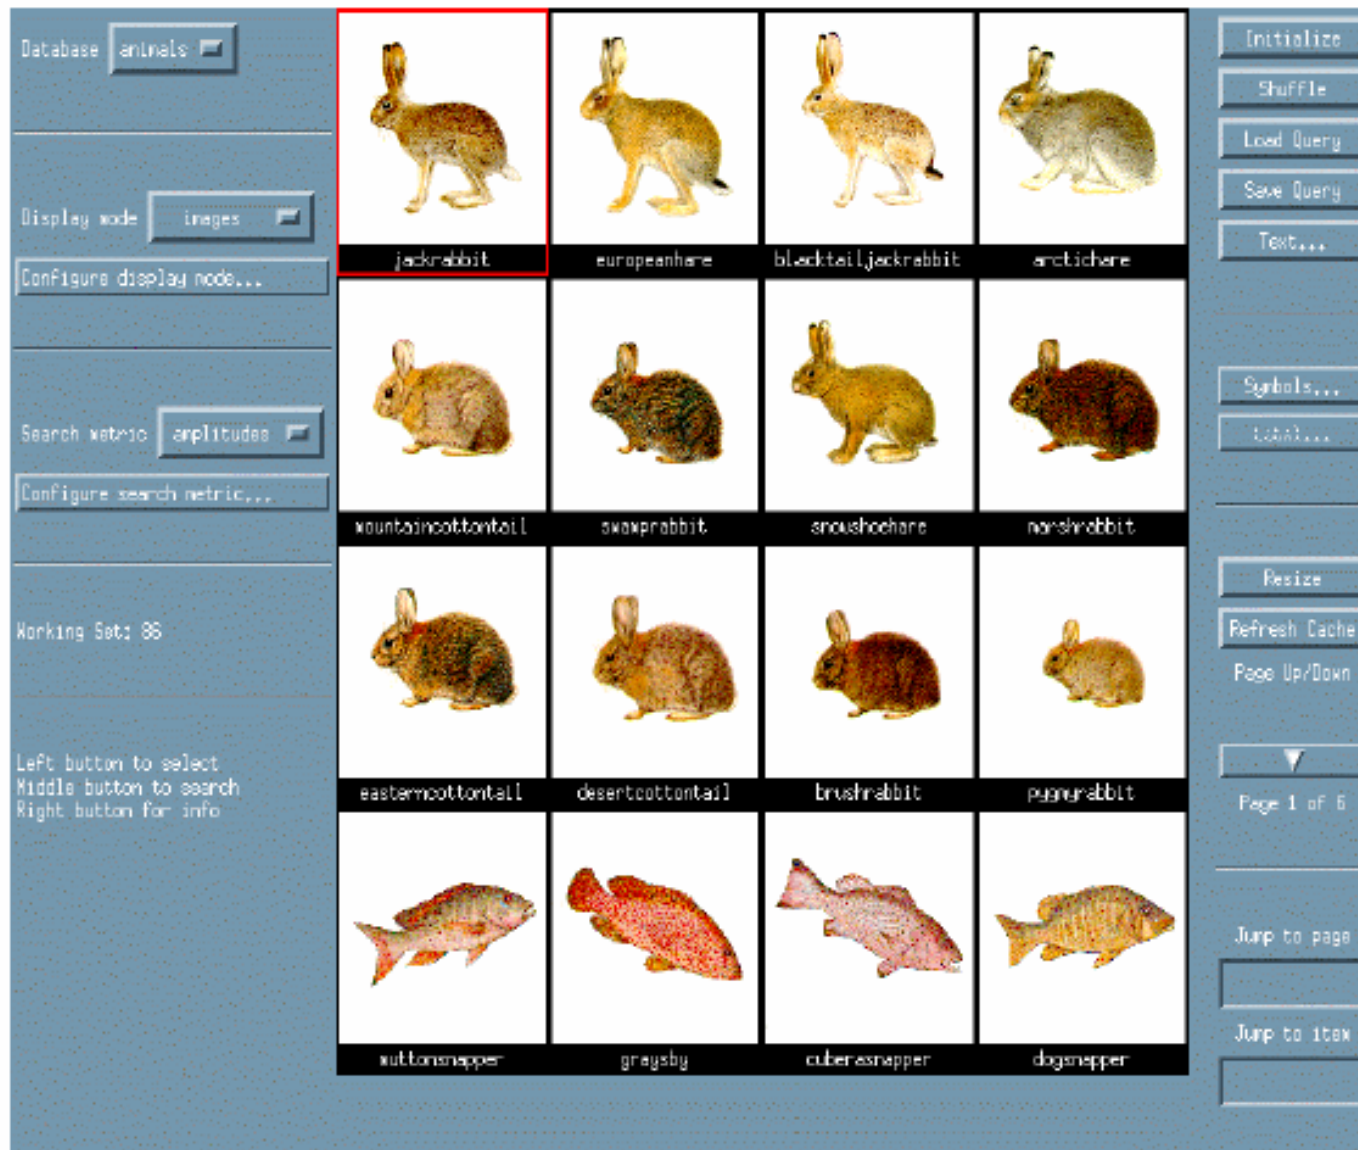 Database animals
Display mode images
Configure display mode...
Search metric amplitudes
Configure search metric...
Working Set: 86
Left button to select
Middle button to search
Right button for info
jackrabbit europeanhare blacktailjackrabbit arctichare
mountaincottontail swamprabbit snowshoehare marshrabbit
easterncottontail desertcottontail brushrabbit pygmyrabbit
muttonsnapper graysby cuberasnapper dogsnapper
Initialize
Shuffle
Load Query
Save Query
Text...
Symbols...
Resize
Refresh Cache
Page Up/Down
Page 1 of 6
Jump to page
Jump to item